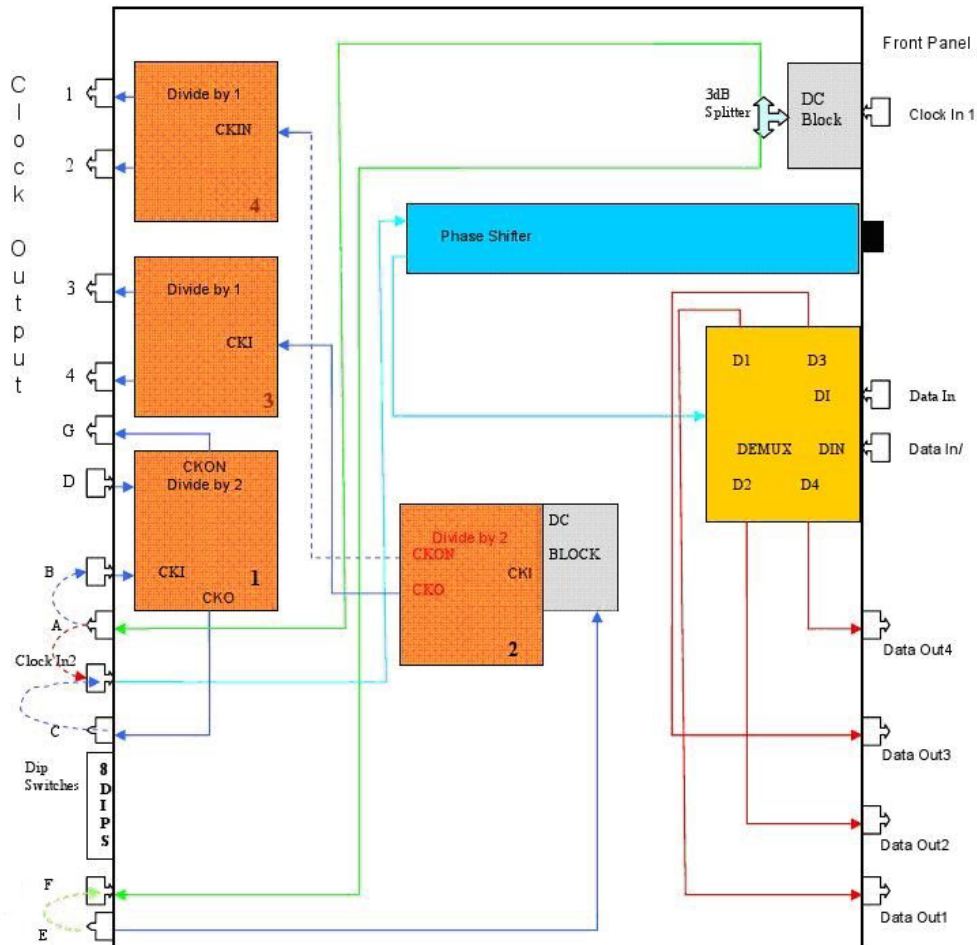 Front Panel
Clock Output
1
Divide by 1
CKIN
2
4
3dB
Splitter
DC
Block
Clock In 1
Phase Shifter
3
Divide by 1
CKI
4
3
D1
D3
DI
Data In
DEMUX
DIN
Data In/
D2
D4
G
CKON
Divide by 2
D
B
CKI
1
CKO
A
Clock In2
C
DC
BLOCK
Divide by 2
CKON
CKI
CKO
2
Data Out4
Data Out3
Dip
Switches
8
D
I
P
S
Data Out2
F
E
Data Out1